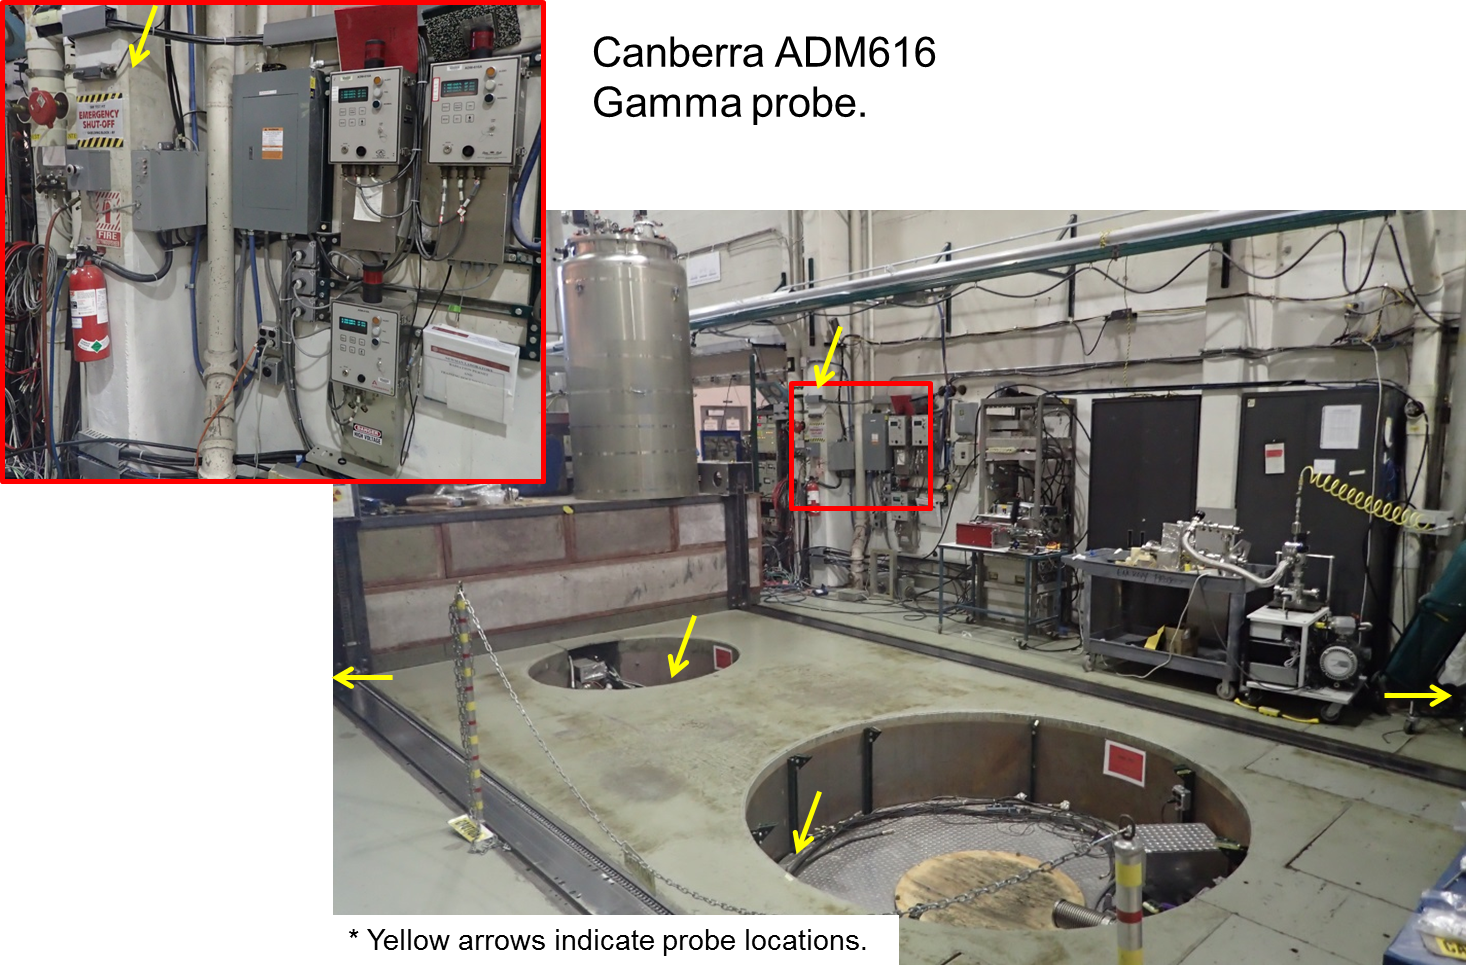 Canberra ADM616
Gamma probe.
EMERGENCY
SHUT-OFF
FIRE
DANGER
HIGH VOLTAGE
* Yellow arrows indicate probe locations.